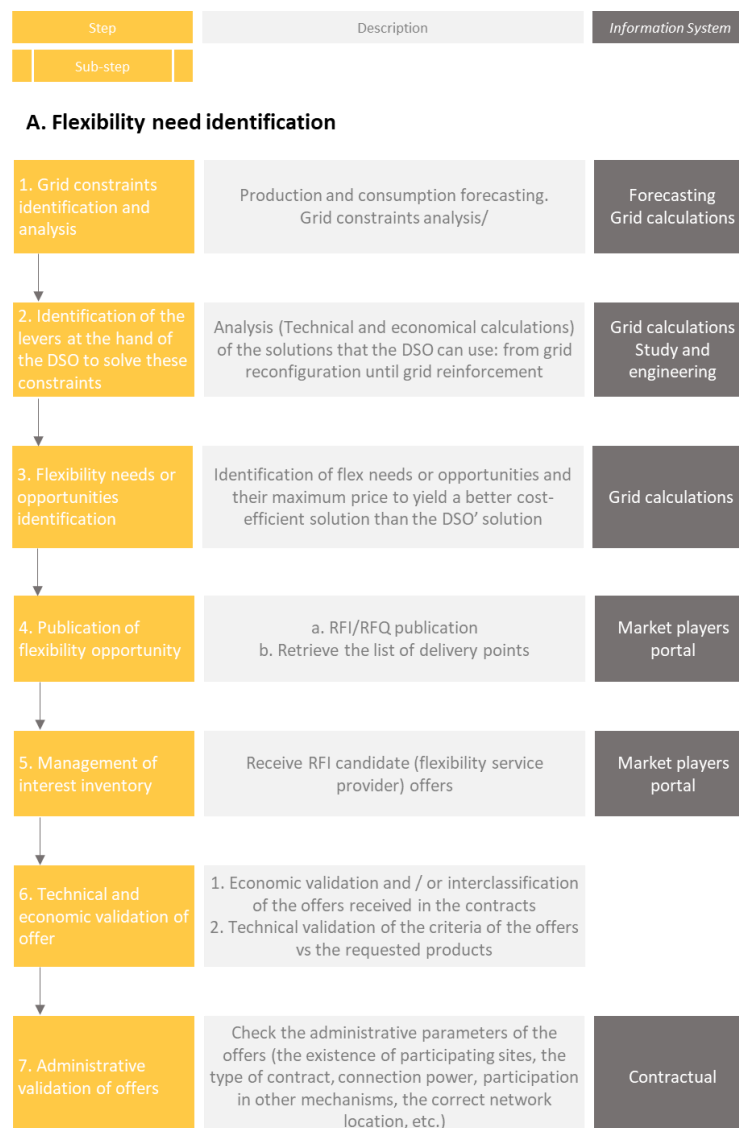 Step
Description
Information System
Sub-step
A. Flexibility need identification
1. Grid constraints
identification and
analysis
Production and consumption forecasting.
Grid constraints analysis/
Forecasting
Grid calculations
2. Identification of the
levers at the hand of
the DSO to solve these
constraints
Analysis (Technical and economical calculations)
of the solutions that the DSO can use: from grid
reconfiguration until grid reinforcement
Grid calculations
Study and
engineering
3. Flexibility needs or
opportunities
identification
Identification of flex needs or opportunities and
their maximum price to yield a better cost-
efficient solution than the DSO’ solution
Grid calculations
4. Publication of
flexibility opportunity
a. RFI/RFQ publication
b. Retrieve the list of delivery points
Market players
portal
5. Management of
interest inventory
Receive RFI candidate (flexibility service
provider) offers
Market players
portal
6. Technical and
economic validation of
offer
1. Economic validation and / or interclassification
of the offers received in the contracts
2. Technical validation of the criteria of the offers
vs the requested products
7. Administrative
validation of offers
Check the administrative parameters of the
offers (the existence of participating sites, the
type of contract, connection power, participation
in other mechanisms, the correct network
location, etc.)
Contractual